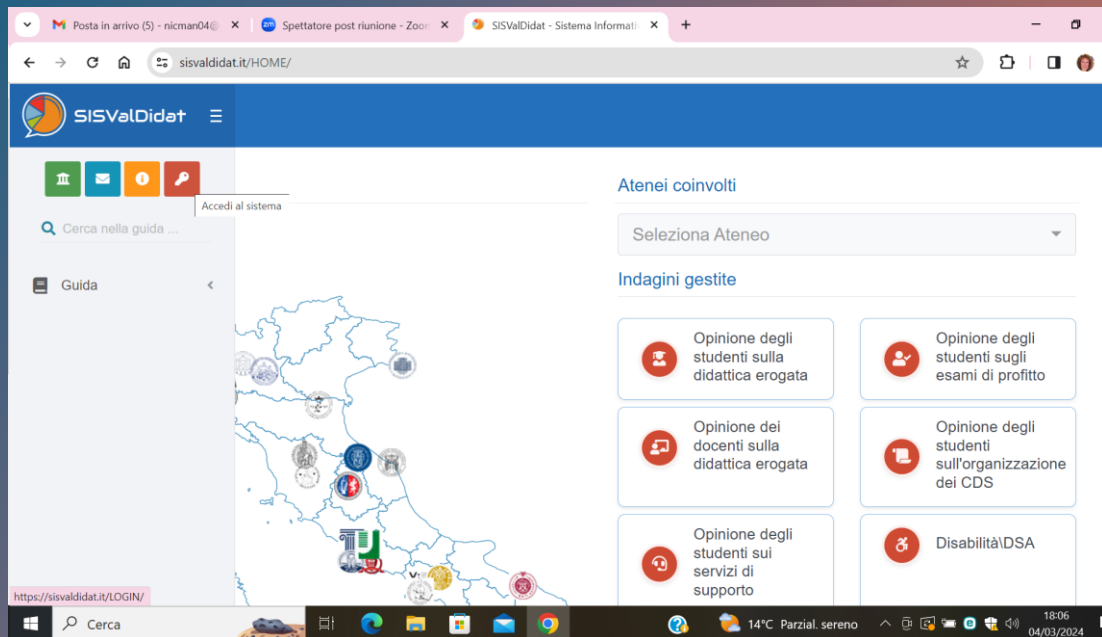 Posta in arrivo (5) - nicman04@
Spettatore post riunione - Zoom
SISValDidat - Sistema Informati
sisvaldidat.it/HOME/
SISValDidat
Accedi al sistema
Cerca nella guida ...
Guida
Atenei coinvolti
Seleziona Ateneo
Indagini gestite
Opinione degli
studenti sulla
didattica erogata
Opinione degli
studenti sugli
esami di profitto
Opinione dei
docenti sulla
didattica erogata
Opinione degli
studenti
sull'organizzazione
dei CDS
Opinione degli
studenti sui
servizi di
supporto
Disabilità\DSA
https://sisvaldidat.it/LOGIN/
Cerca
14°C Parzial. sereno
18:06
04/03/2024